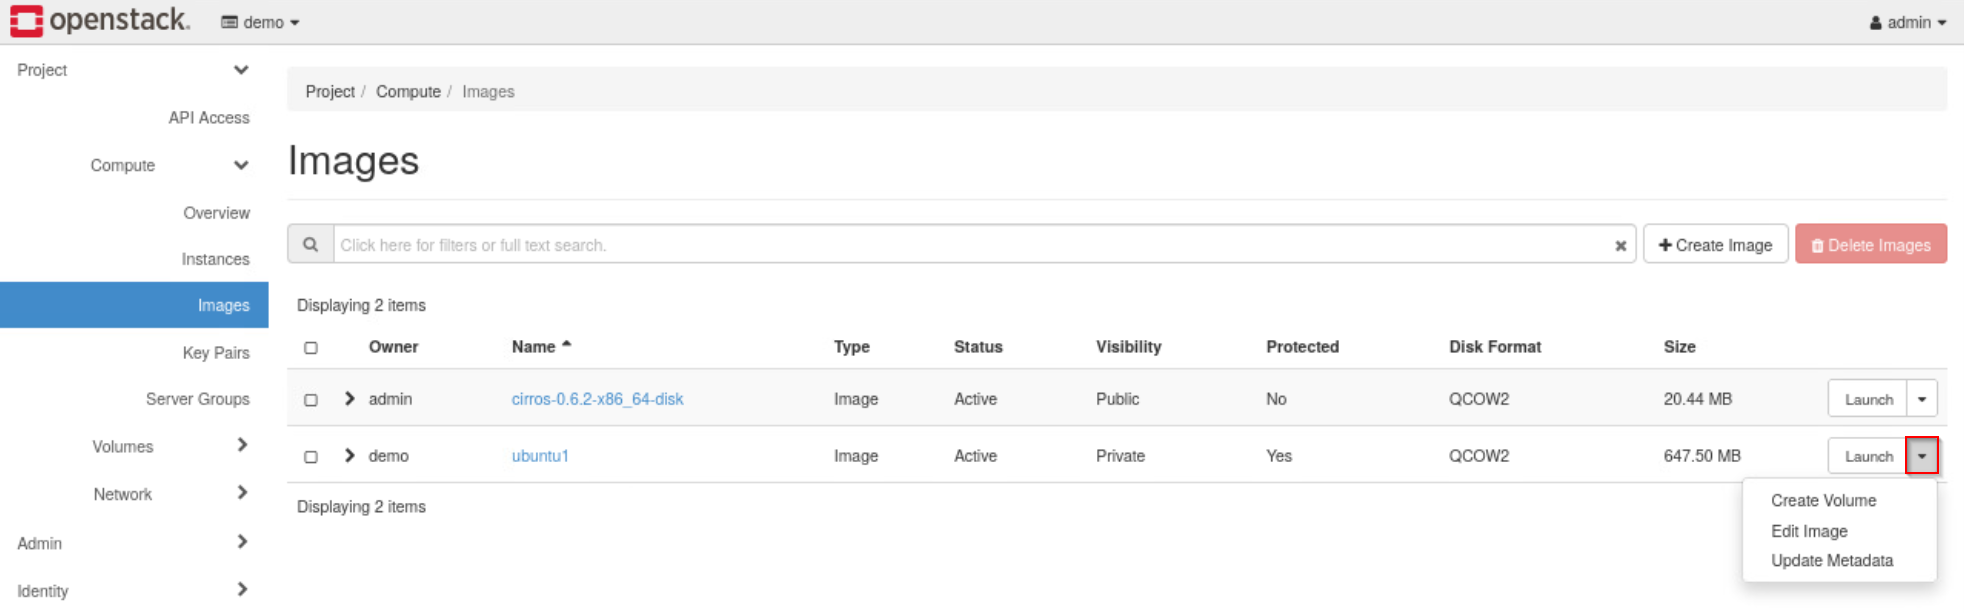 openstack. demo admin
Project
Project / Compute / Images
API Access
Compute
Images
Overview
Instances
Images
Key Pairs
Server Groups
Volumes
Network
Admin
Identity
Click here for filters or full text search.
Create Image
Delete Images
Displaying 2 items
Owner Name Type Status Visibility Protected Disk Format Size
admin cirros-0.6.2-x86_64-disk Image Active Public No QCOW2 20.44 MB Launch
demo ubuntu1 Image Active Private Yes QCOW2 647.50 MB Launch
Displaying 2 items
Create Volume
Edit Image
Update Metadata